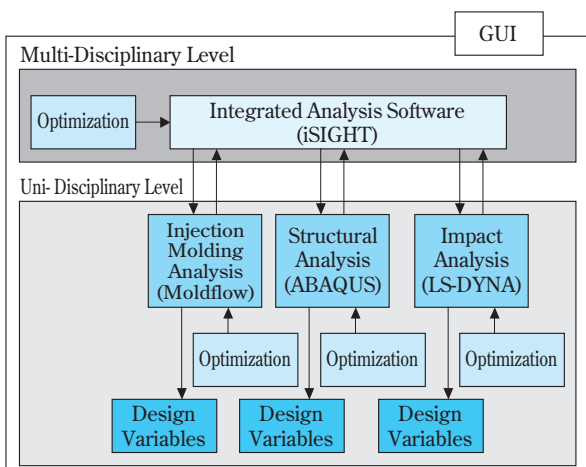 GUI
Multi-Disciplinary Level
Optimization
Integrated Analysis Software
(iSIGHT)
Uni- Disciplinary Level
Injection
Molding
Analysis
(Moldflow)
Structural
Analysis
(ABAQUS)
Impact
Analysis
(LS-DYNA)
Optimization
Optimization
Optimization
Design
Variables
Design
Variables
Design
Variables